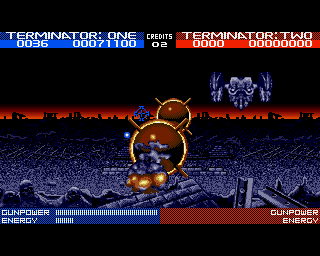 TERMINATOR: ONE CREDITS TERMINATOR: TWO
0036 00071100 02 0000 00000000
GUNPOWER GUNPOWER
ENERGY ENERGY